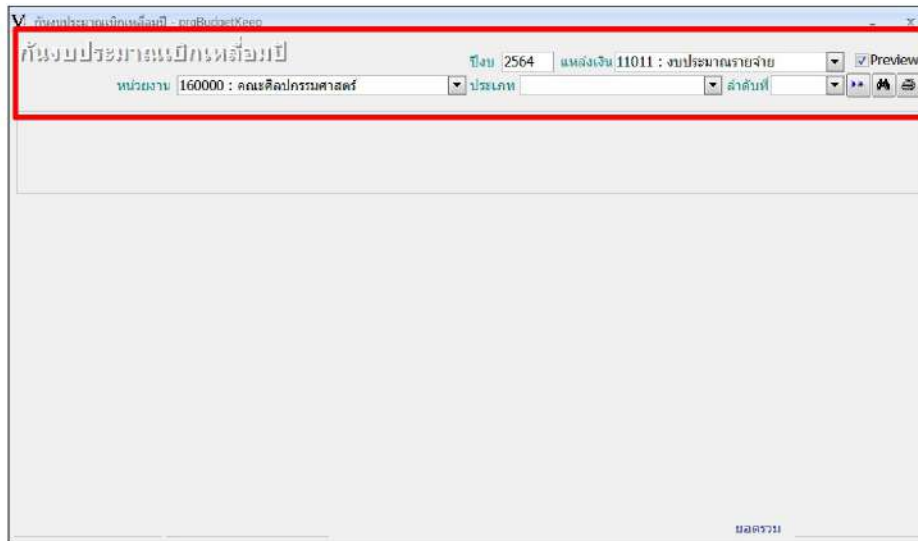 กันงบประมาณเบิกเหลื่อมปี - proBudgetKeep
กันงบประมาณเบิกเหลื่อมปี
ปีงบ 2564 แหล่งเงิน 11011 : งบประมาณรายจ่าย Preview
หน่วยงาน 160000 : คณะศิลปกรรมศาสตร์ ประเภท ลำดับที่
ยอดรวม